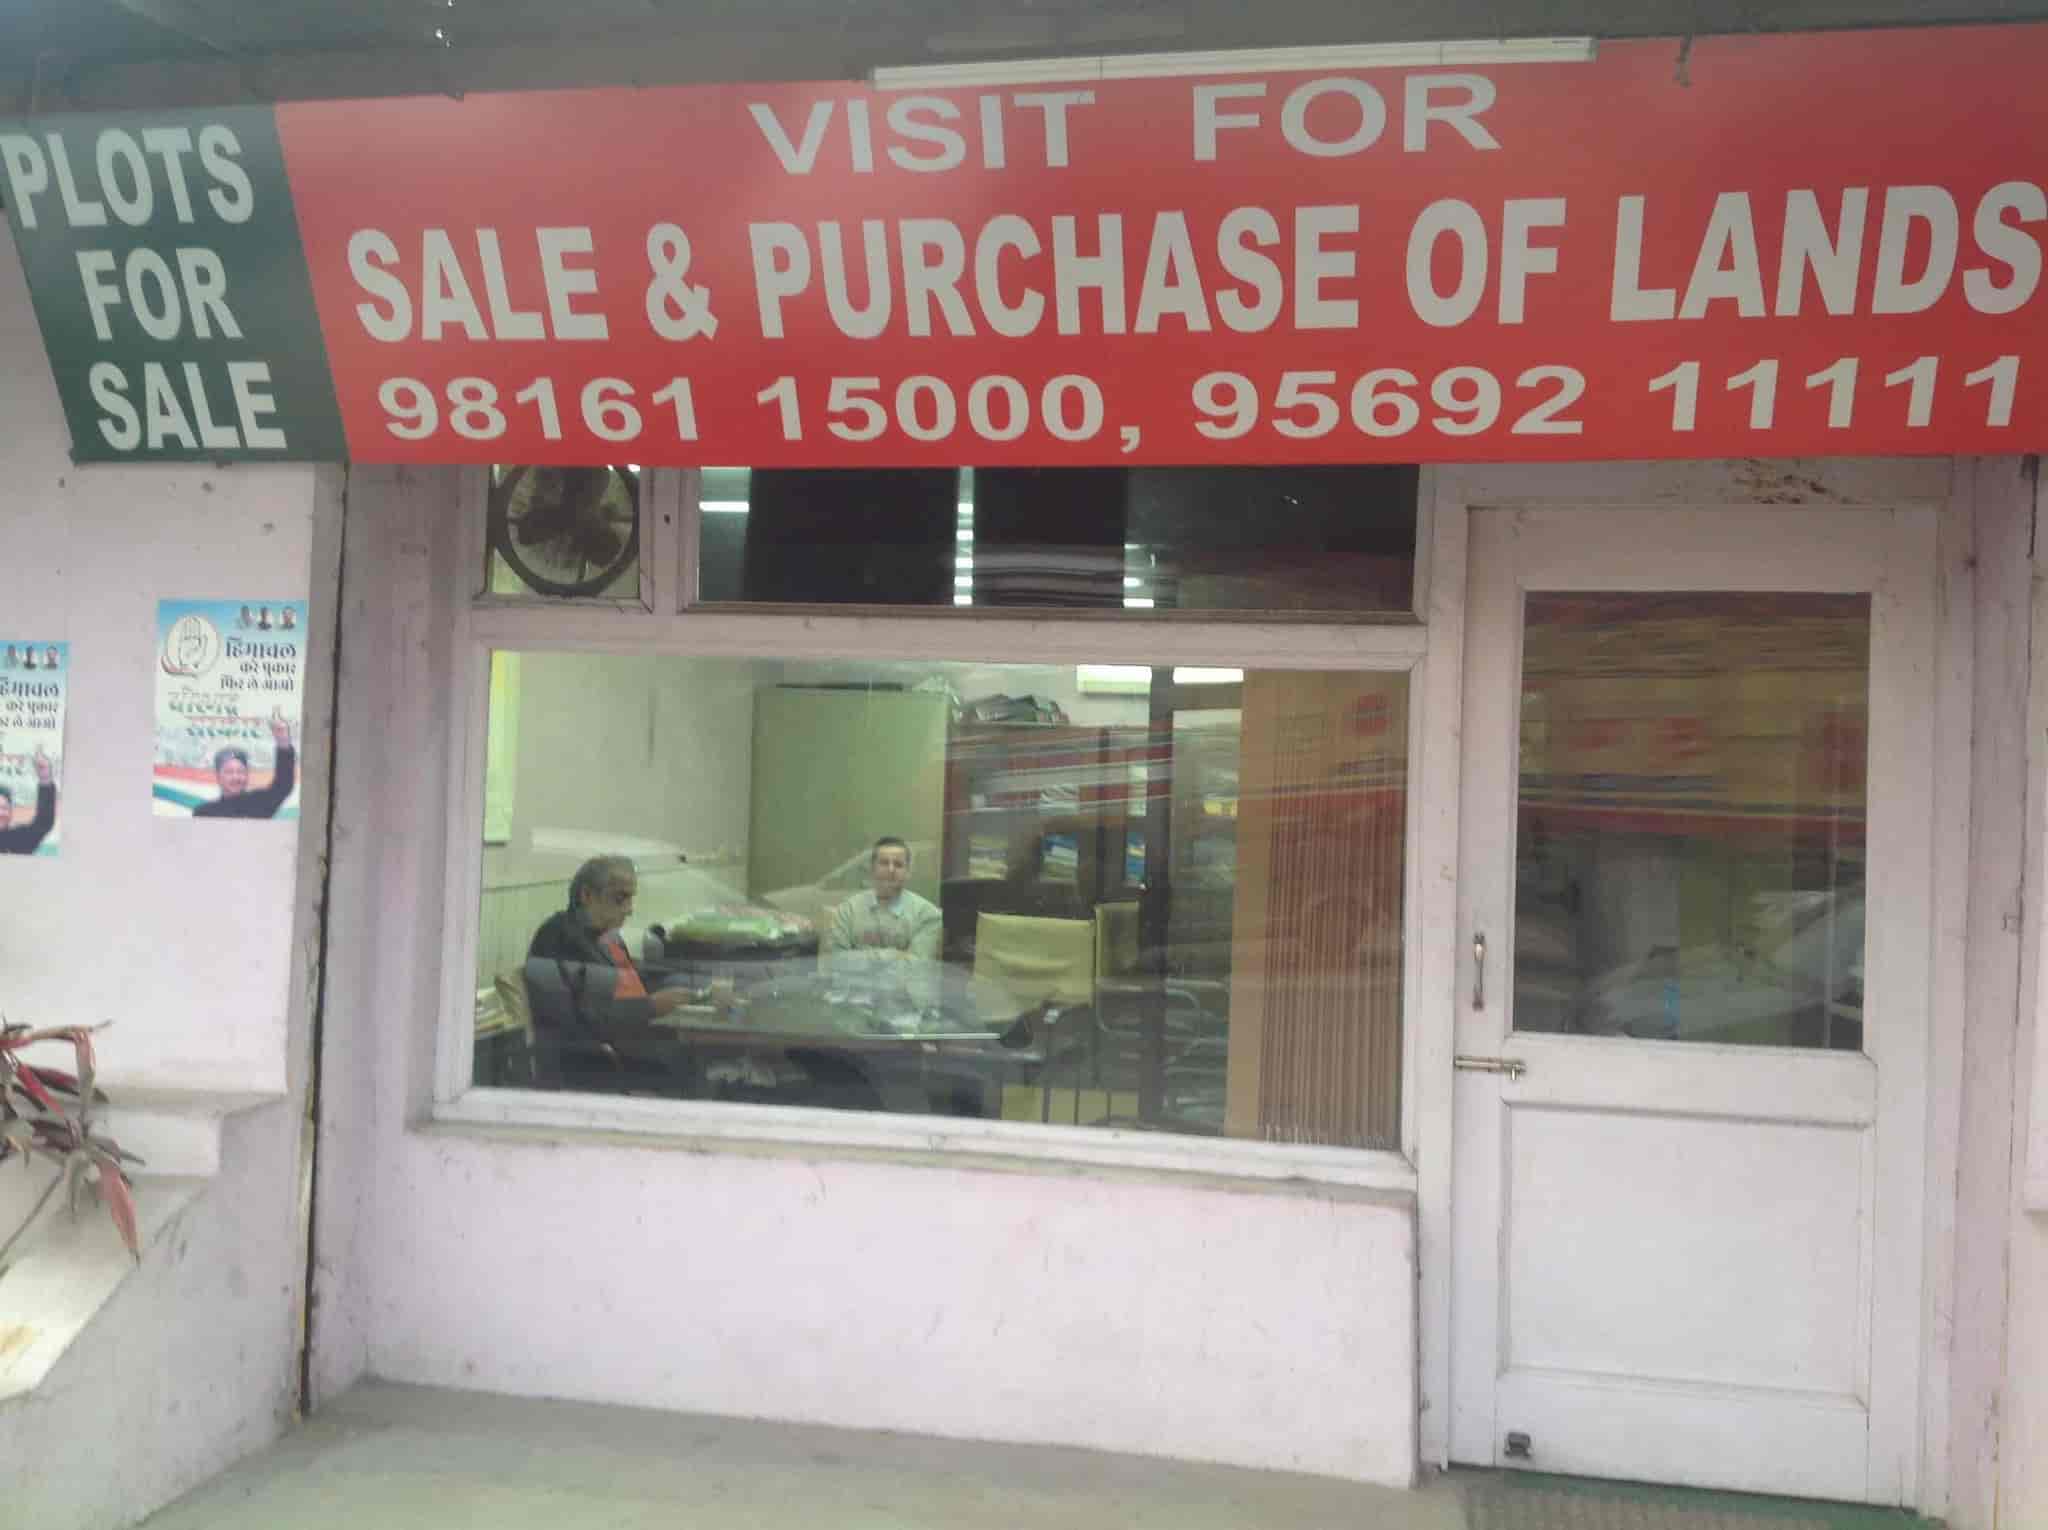 PLOTS
FOR
SALE
VISIT FOR
SALE & PURCHASE OF LANDS
98161 15000, 95692 11111
हिमाचल
करे पुकार
फिर ले आओ
हिमाचल
करे पुकार